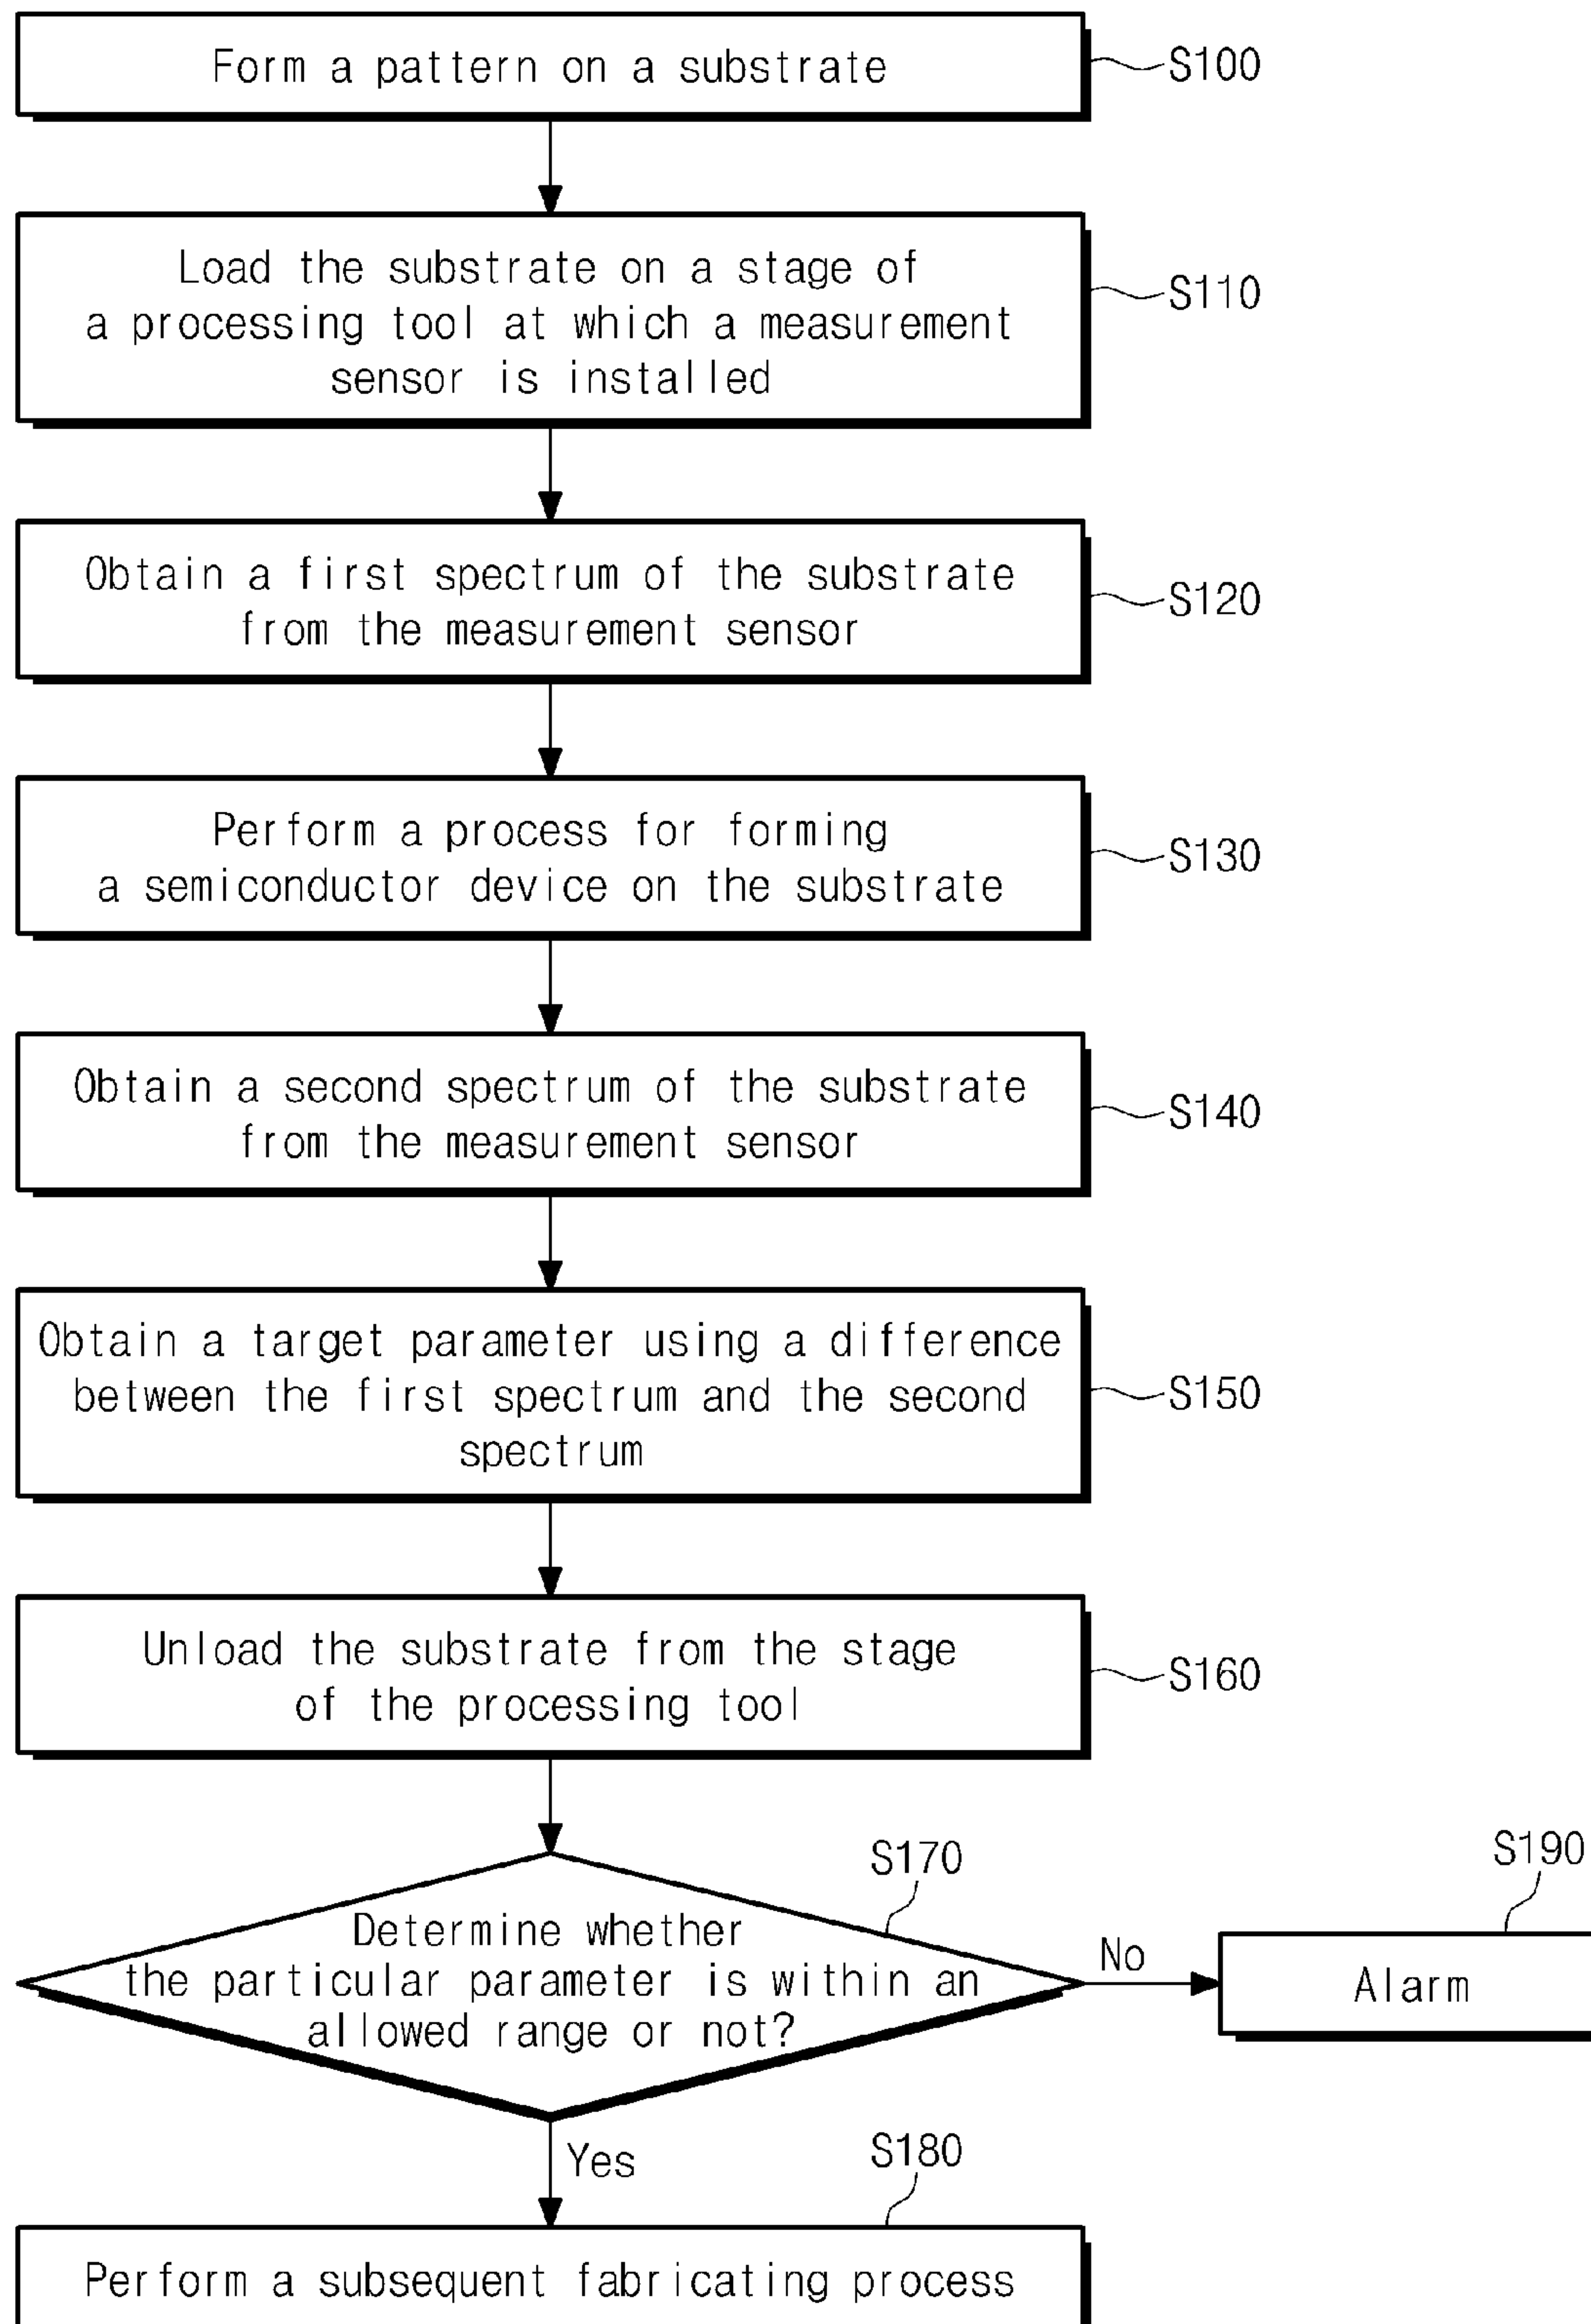 Form a pattern on a substrate
S100
Load the substrate on a stage of
a processing tool at which a measurement
sensor is installed
S110
Obtain a first spectrum of the substrate
from the measurement sensor
S120
Perform a process for forming
a semiconductor device on the substrate
S130
Obtain a second spectrum of the substrate
from the measurement sensor
S140
Obtain a target parameter using a difference
between the first spectrum and the second
spectrum
S150
Unload the substrate from the stage
of the processing tool
S160
S170
Determine whether
the particular parameter is within an
allowed range or not?
No
S190
Alarm
Yes
S180
Perform a subsequent fabricating process